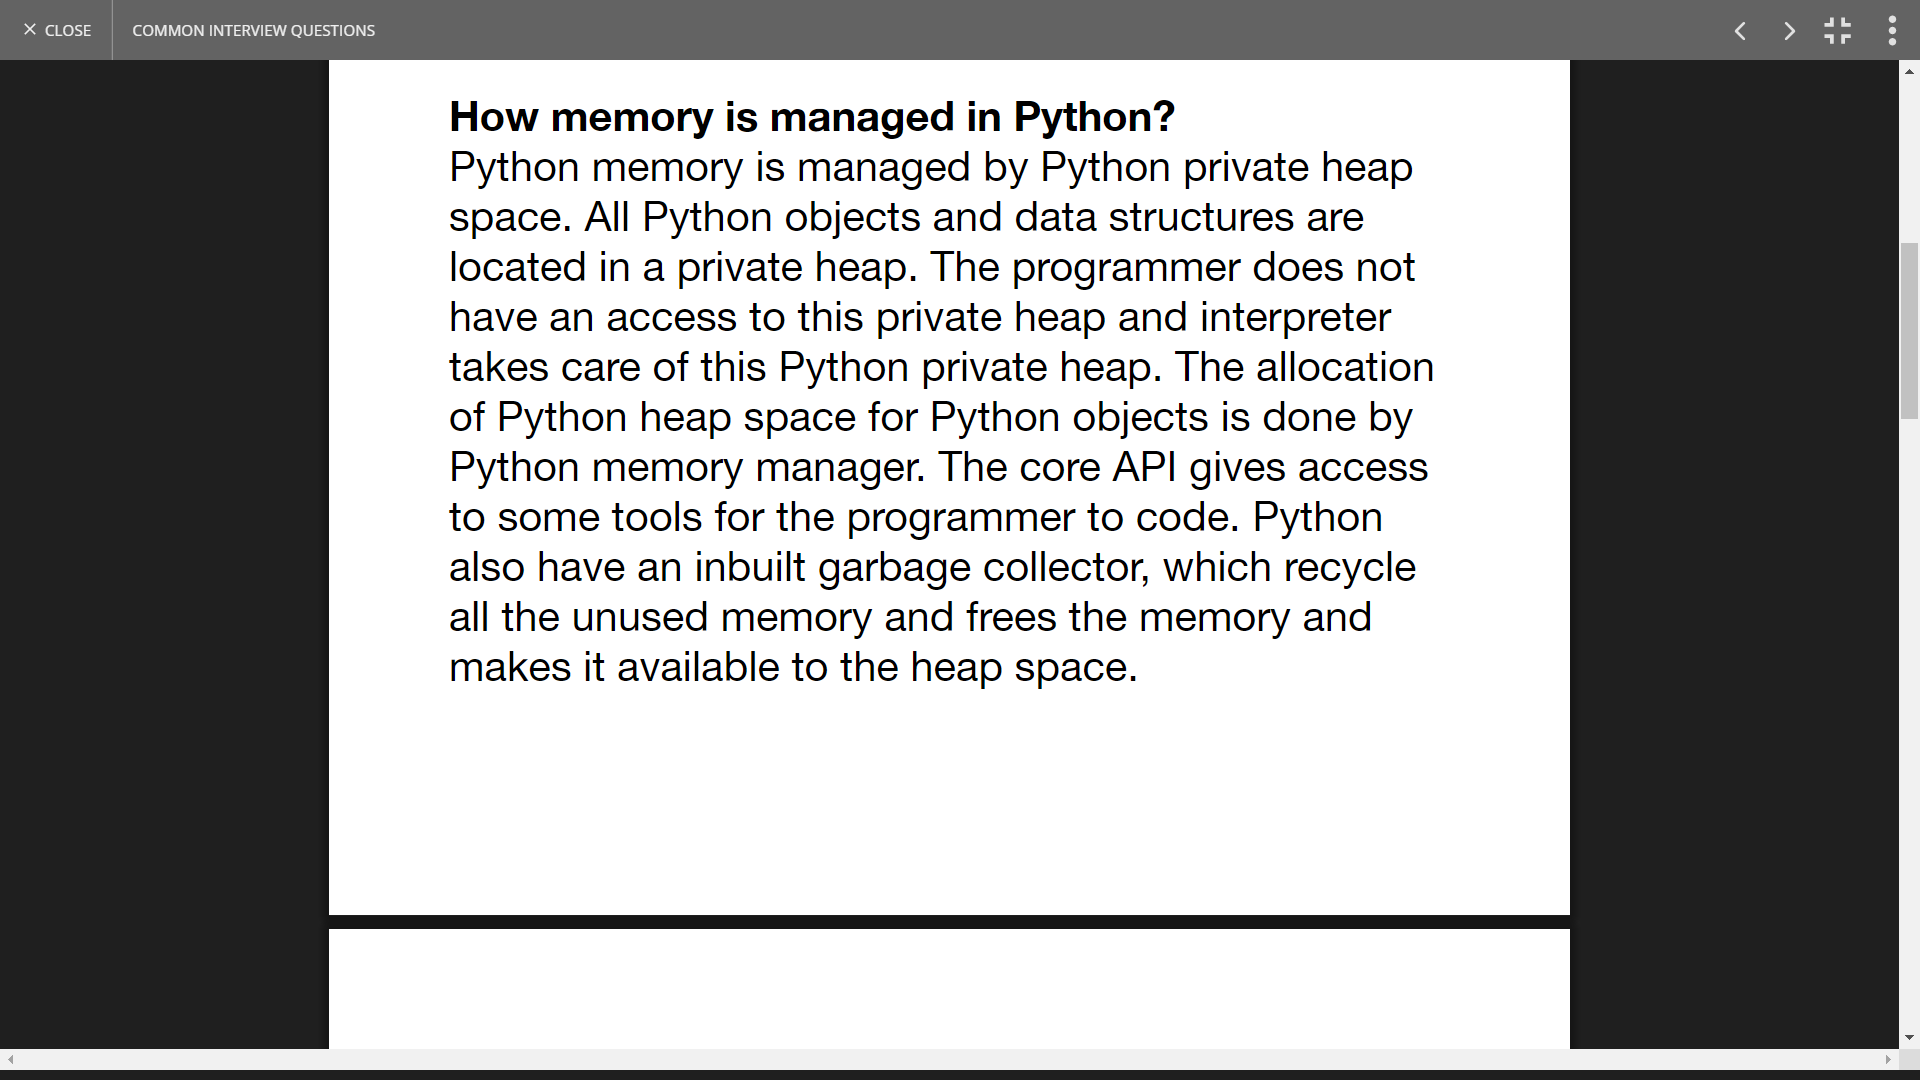 CLOSE
COMMON INTERVIEW QUESTIONS
How memory is managed in Python?
Python memory is managed by Python private heap
space. All Python objects and data structures are
located in a private heap. The programmer does not
have an access to this private heap and interpreter
takes care of this Python private heap. The allocation
of Python heap space for Python objects is done by
Python memory manager. The core API gives access
to some tools for the programmer to code. Python
also have an inbuilt garbage collector, which recycle
all the unused memory and frees the memory and
makes it available to the heap space.